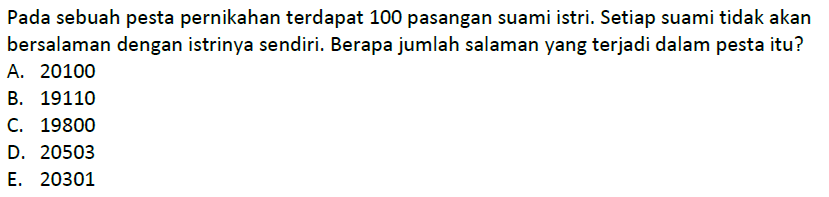 Pada sebuah pesta pernikahan terdapat 100 pasangan suami istri. Setiap suami tidak akan
bersalaman dengan istrinya sendiri. Berapa jumlah salaman yang terjadi dalam pesta itu?
A. 20100
B. 19110
C. 19800
D. 20503
E. 20301